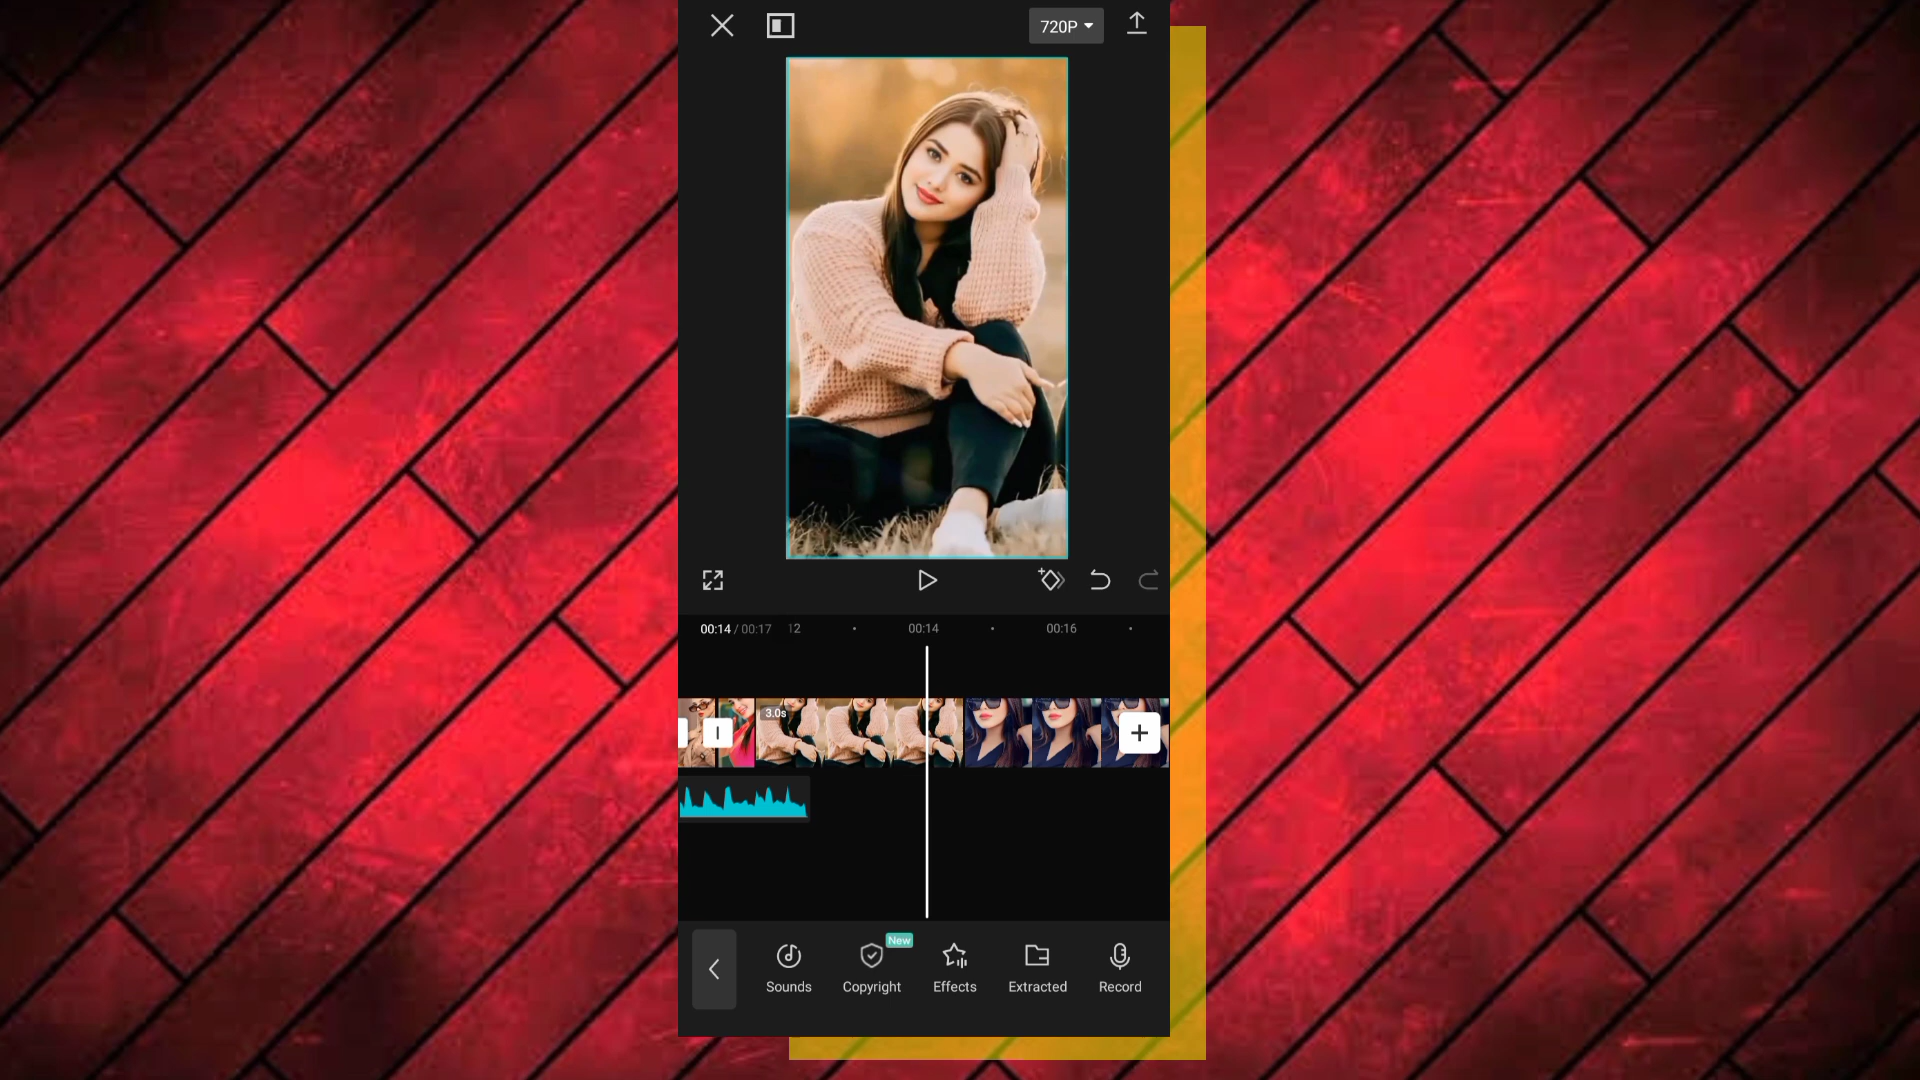 720P
00:14 / 00:17 12 00:14 00:16
3.0s
New
Sounds Copyright Effects Extracted Record